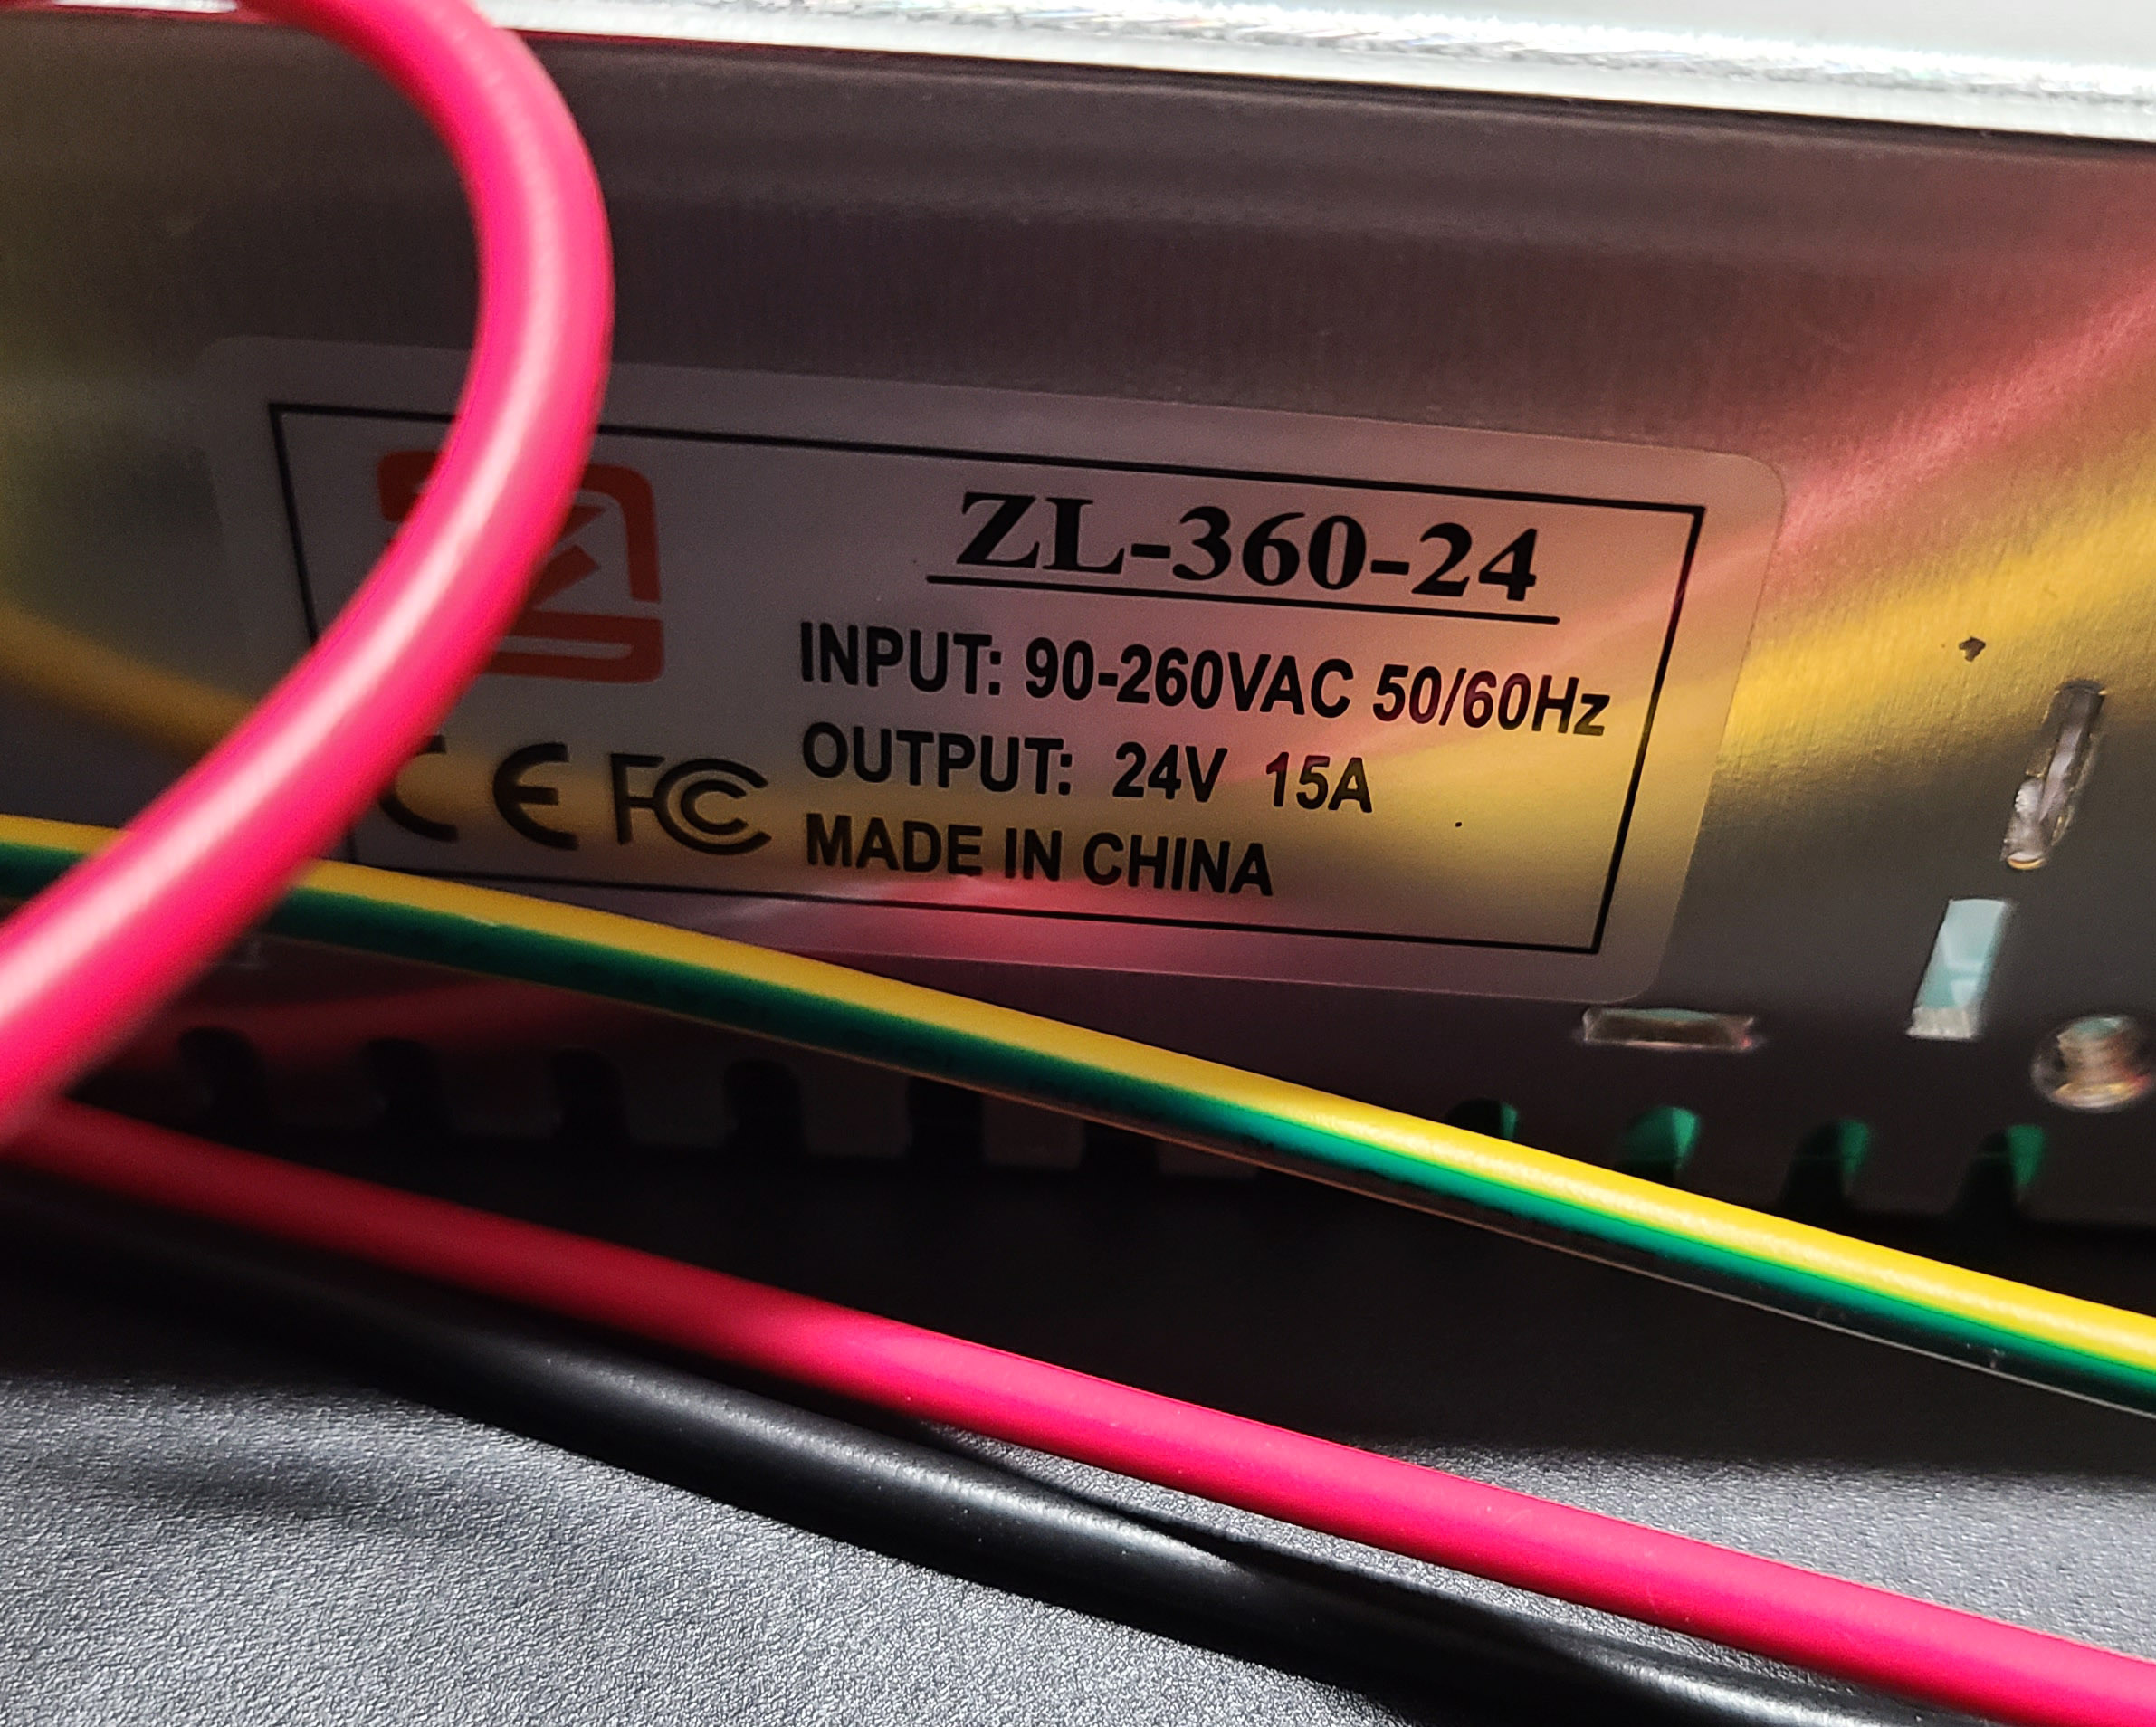 ZL-360-24
INPUT: 90-260VAC 50/60Hz
OUTPUT: 24V 15A
CE FC
MADE IN CHINA